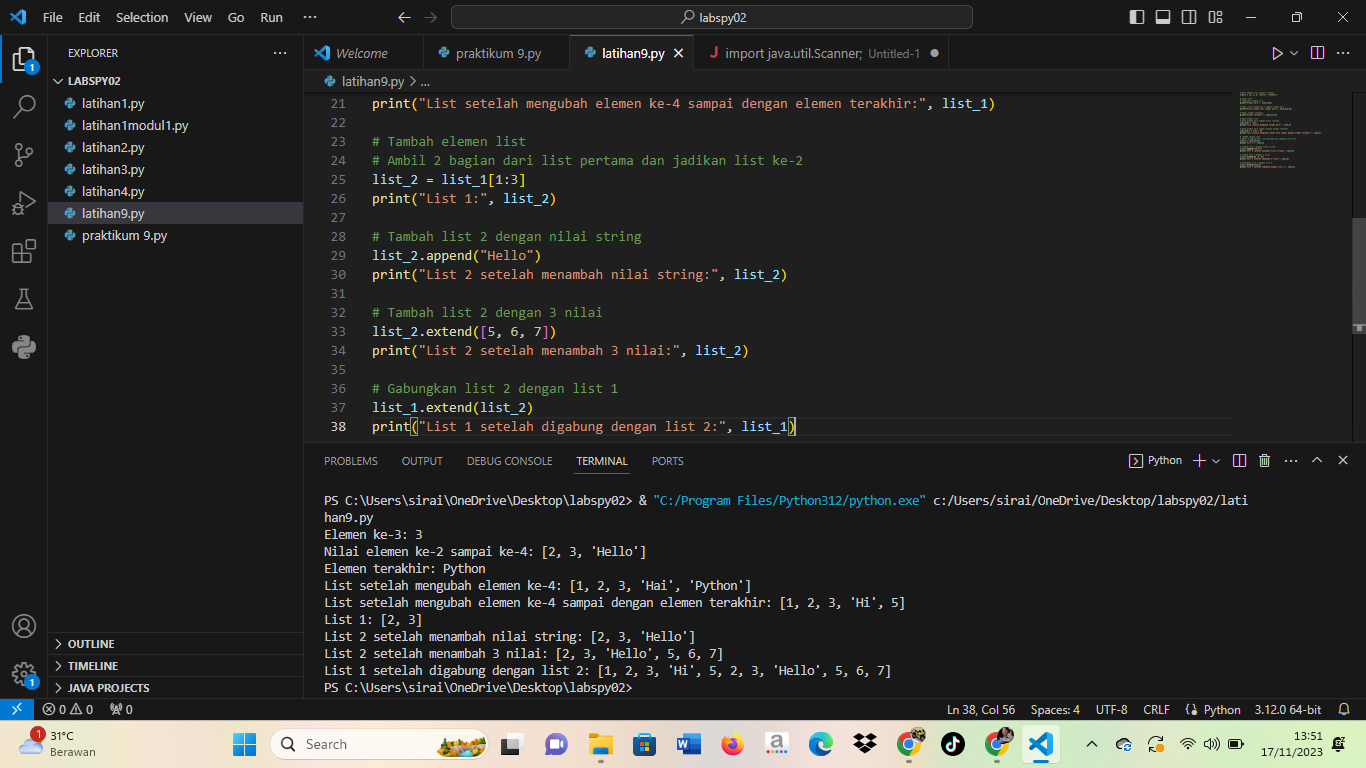 File Edit Selection View Go Run ··· labspy02
EXPLORER ···
LABSPY02
latihan1.py
latihan1modul1.py
latihan2.py
latihan3.py
latihan4.py
latihan9.py
praktikum 9.py
OUTLINE
TIMELINE
JAVA PROJECTS
Welcome praktikum 9.py latihan9.py import java.util.Scanner; Untitled-1
latihan9.py > ...
21 print("List setelah mengubah elemen ke-4 sampai dengan elemen terakhir:", list_1)
22
23 # Tambah elemen list
24 # Ambil 2 bagian dari list pertama dan jadikan list ke-2
25 list_2 = list_1[1:3]
26 print("List 1:", list_2)
27
28 # Tambah list 2 dengan nilai string
29 list_2.append("Hello")
30 print("List 2 setelah menambah nilai string:", list_2)
31
32 # Tambah list 2 dengan 3 nilai
33 list_2.extend([5, 6, 7])
34 print("List 2 setelah menambah 3 nilai:", list_2)
35
36 # Gabungkan list 2 dengan list 1
37 list_1.extend(list_2)
38 print("List 1 setelah digabung dengan list 2:", list_1)
PROBLEMS OUTPUT DEBUG CONSOLE TERMINAL PORTS Python
PS C:\Users\sirai\OneDrive\Desktop\labspy02> & "C:/Program Files/Python312/python.exe" c:/Users/sirai/OneDrive/Desktop/labspy02/lati
han9.py
Elemen ke-3: 3
Nilai elemen ke-2 sampai ke-4: [2, 3, 'Hello']
Elemen terakhir: Python
List setelah mengubah elemen ke-4: [1, 2, 3, 'Hai', 'Python']
List setelah mengubah elemen ke-4 sampai dengan elemen terakhir: [1, 2, 3, 'Hi', 5]
List 1: [2, 3]
List 2 setelah menambah nilai string: [2, 3, 'Hello']
List 2 setelah menambah 3 nilai: [2, 3, 'Hello', 5, 6, 7]
List 1 setelah digabung dengan list 2: [1, 2, 3, 'Hi', 5, 2, 3, 'Hello', 5, 6, 7]
PS C:\Users\sirai\OneDrive\Desktop\labspy02>
0 0 0 Ln 38, Col 56 Spaces: 4 UTF-8 CRLF Python 3.12.0 64-bit
1 31°C
Berawan
Search
13:51
17/11/2023